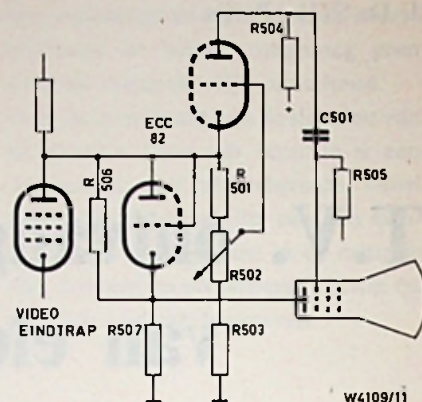 R504
ECC
82
C501
R
506
R
501
R505
R502
VIDEO
EINDTRAP
R507
R503
W4109/11